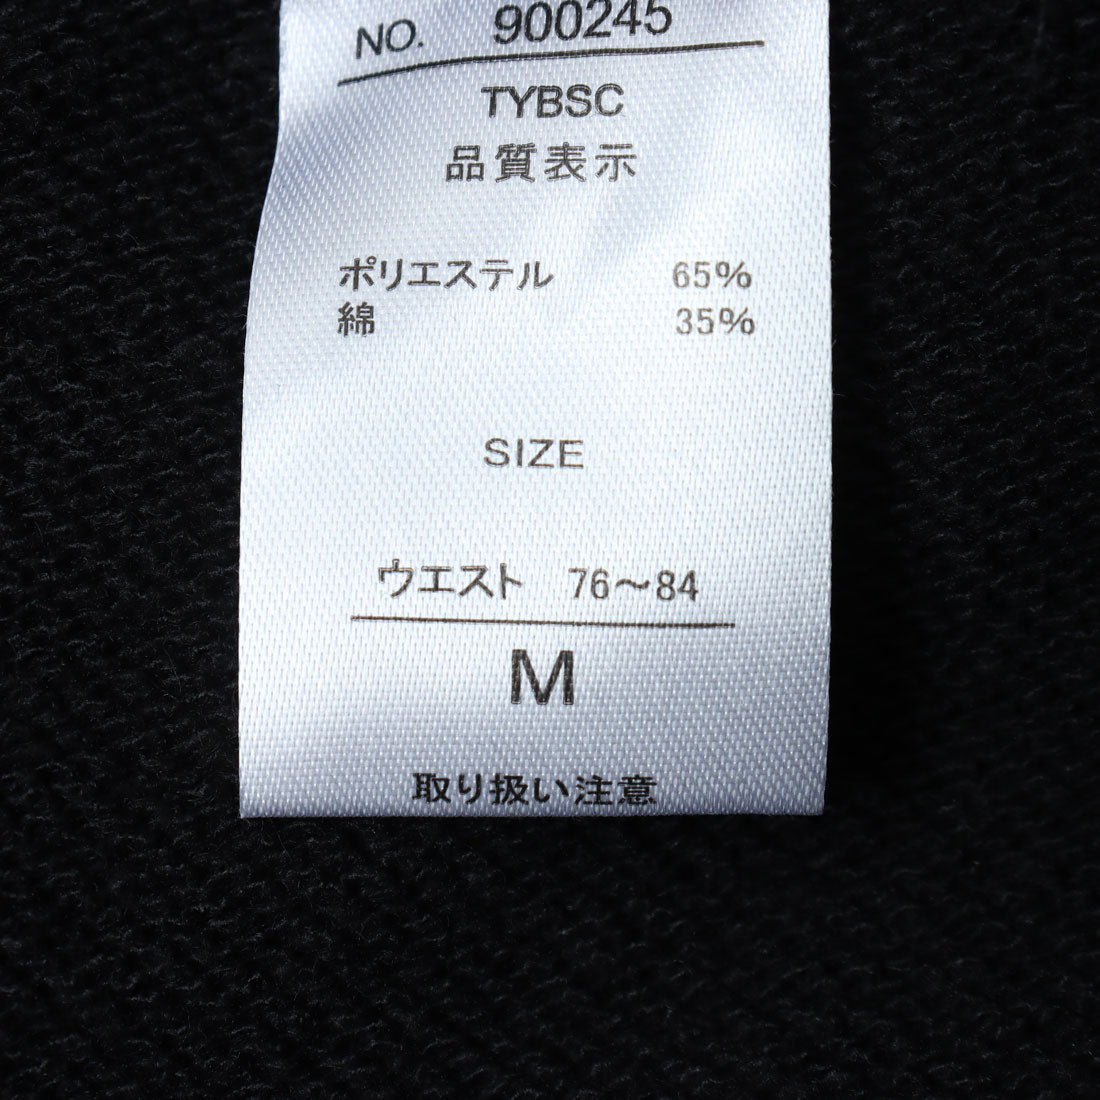 NO. 900245
TYBSC
品質表示
ポリエステル 65%
綿 35%
SIZE
ウエスト 76～84
M
取り扱い注意